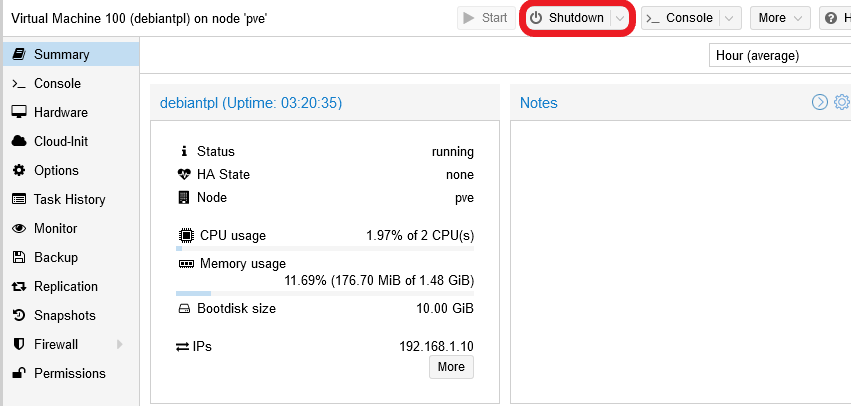 Virtual Machine 100 (debiantpl) on node 'pve'
Start
Shutdown
Console
More
H
Summary
Console
Hardware
Cloud-Init
Options
Task History
Monitor
Backup
Replication
Snapshots
Firewall
Permissions
Hour (average)
debiantpl (Uptime: 03:20:35)
Status running
HA State none
Node pve
CPU usage 1.97% of 2 CPU(s)
Memory usage
11.69% (176.70 MiB of 1.48 GiB)
Bootdisk size 10.00 GiB
IPs 192.168.1.10
More
Notes